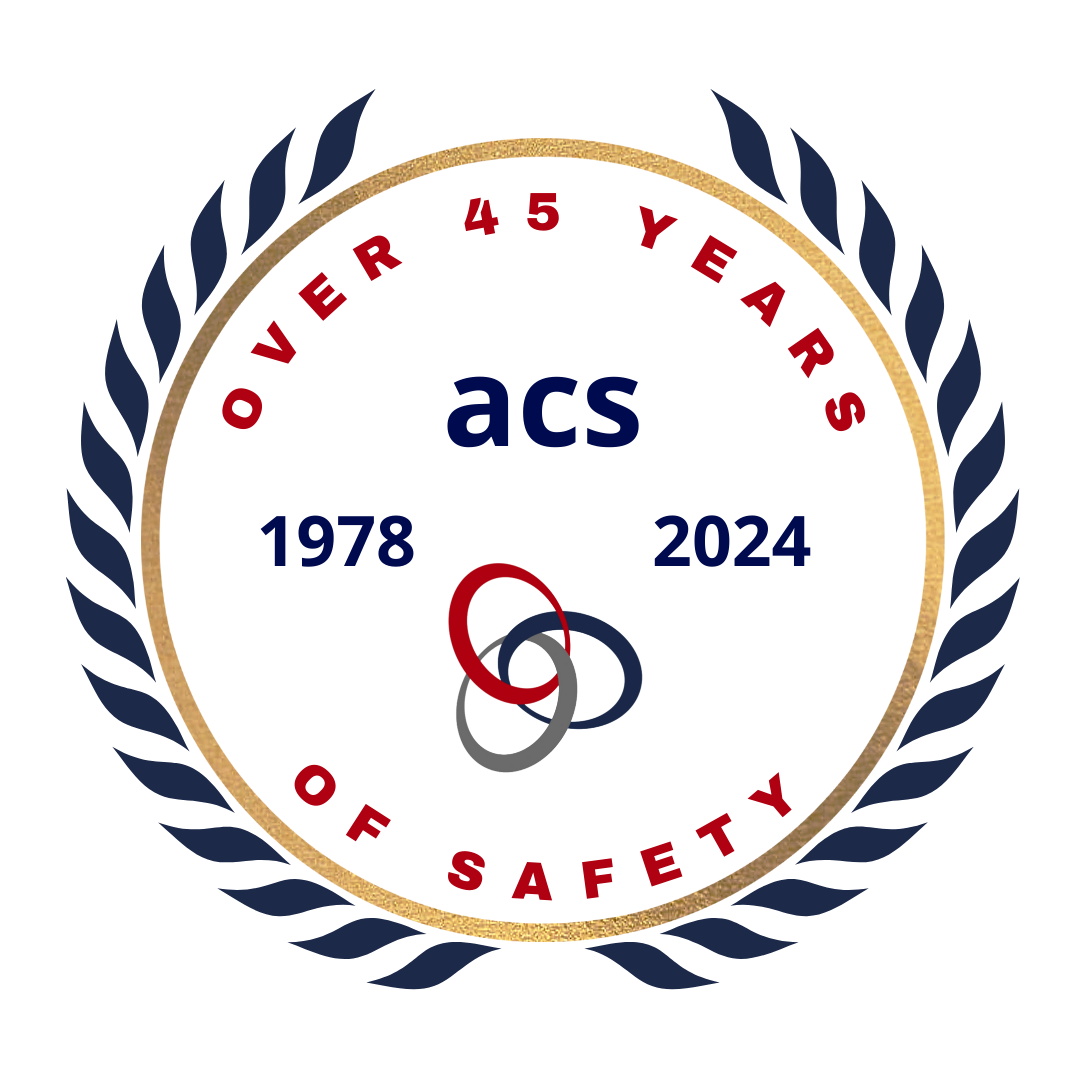 OVER 45 YEARS
acs
1978 2024
OF SAFETY